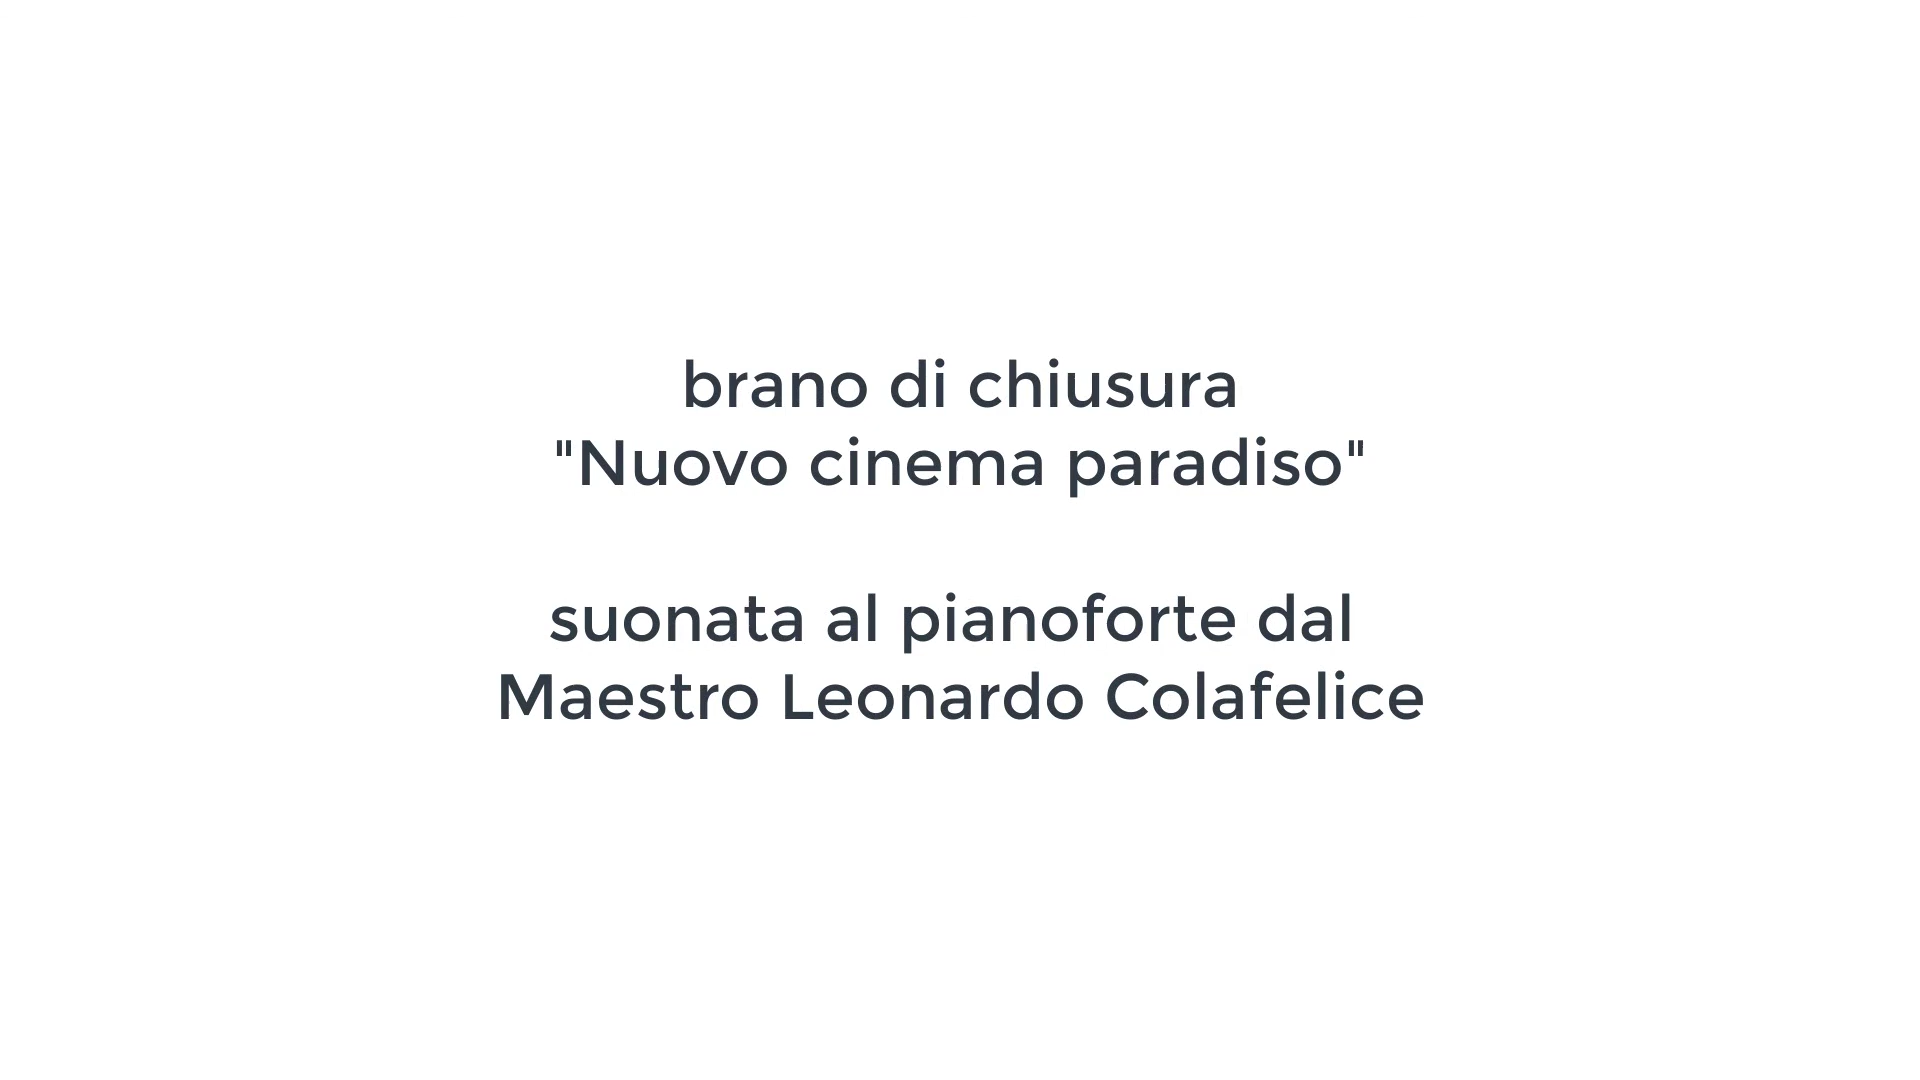 brano di chiusura
"Nuovo cinema paradiso"
suonata al pianoforte dal
Maestro Leonardo Colafelice